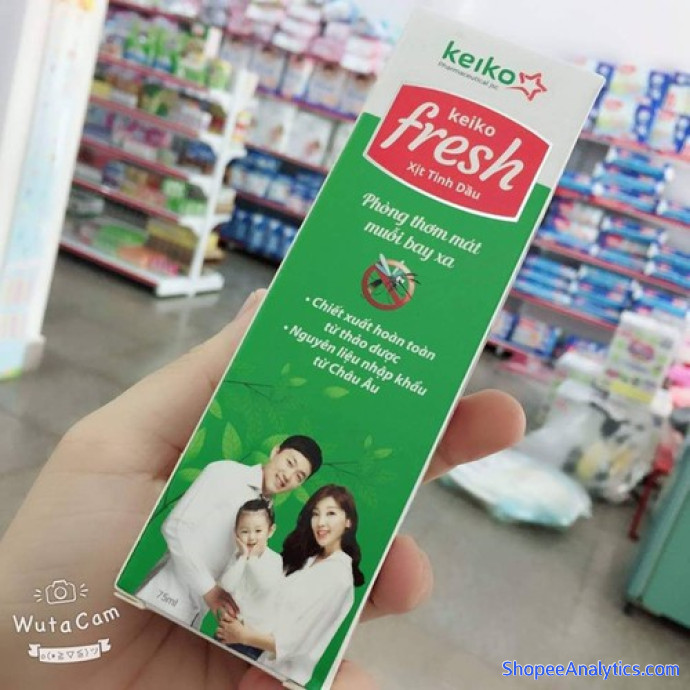 keiko
pharmaceutical jsc
keiko
fresh
Xịt Tinh Dầu
Phòng thơm mát
muỗi bay xa
• Chiết xuất hoàn toàn
từ thảo dược
• Nguyên liệu nhập khẩu
từ Châu Âu
75ml
WutaCam
ShopeeAnalytics.com